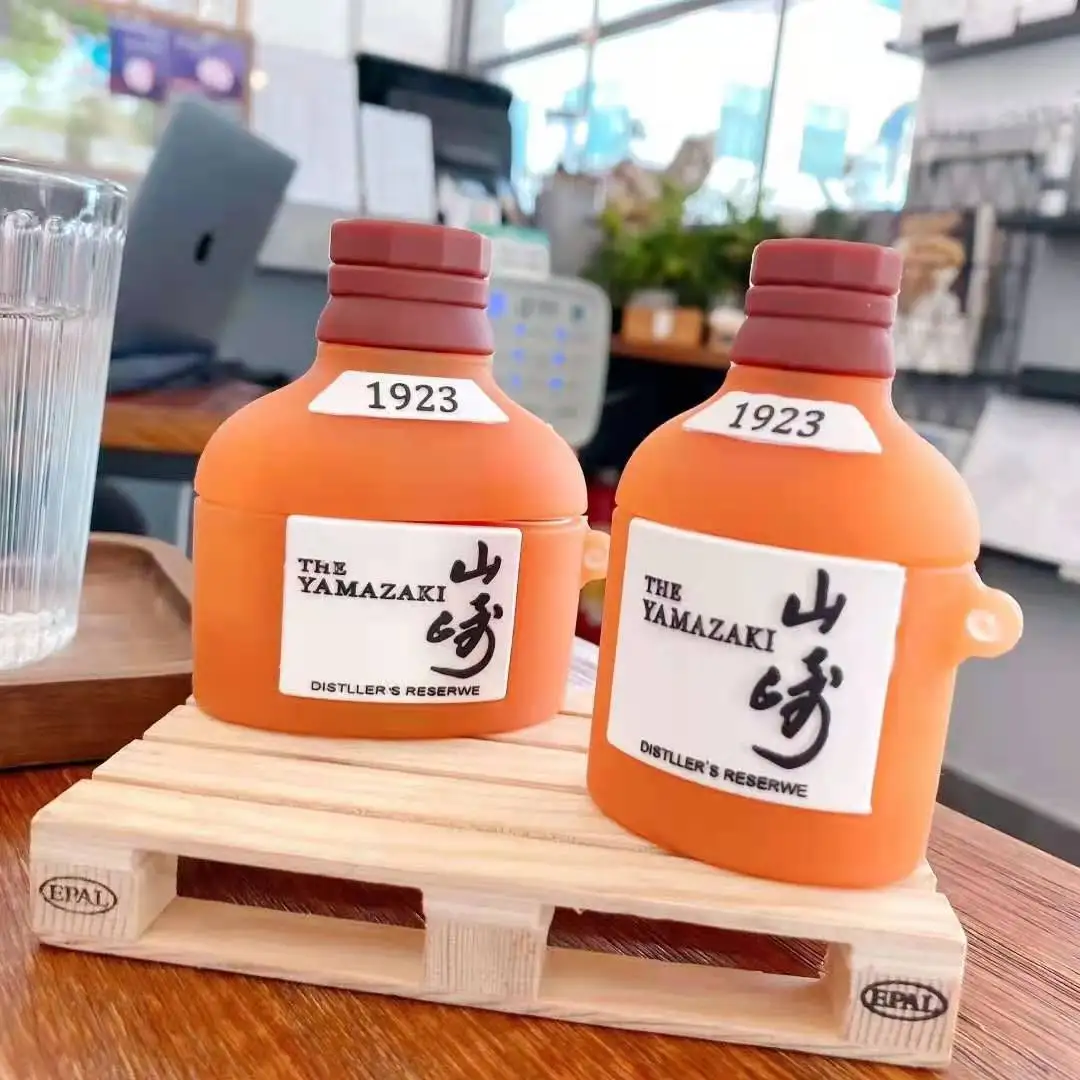 1923
THE
YAMAZAKI
山
崎
DISTLLER'S RESERWE
1923
THE
YAMAZAKI
山
崎
DISTLLER'S RESERWE
EPAL
EPAL